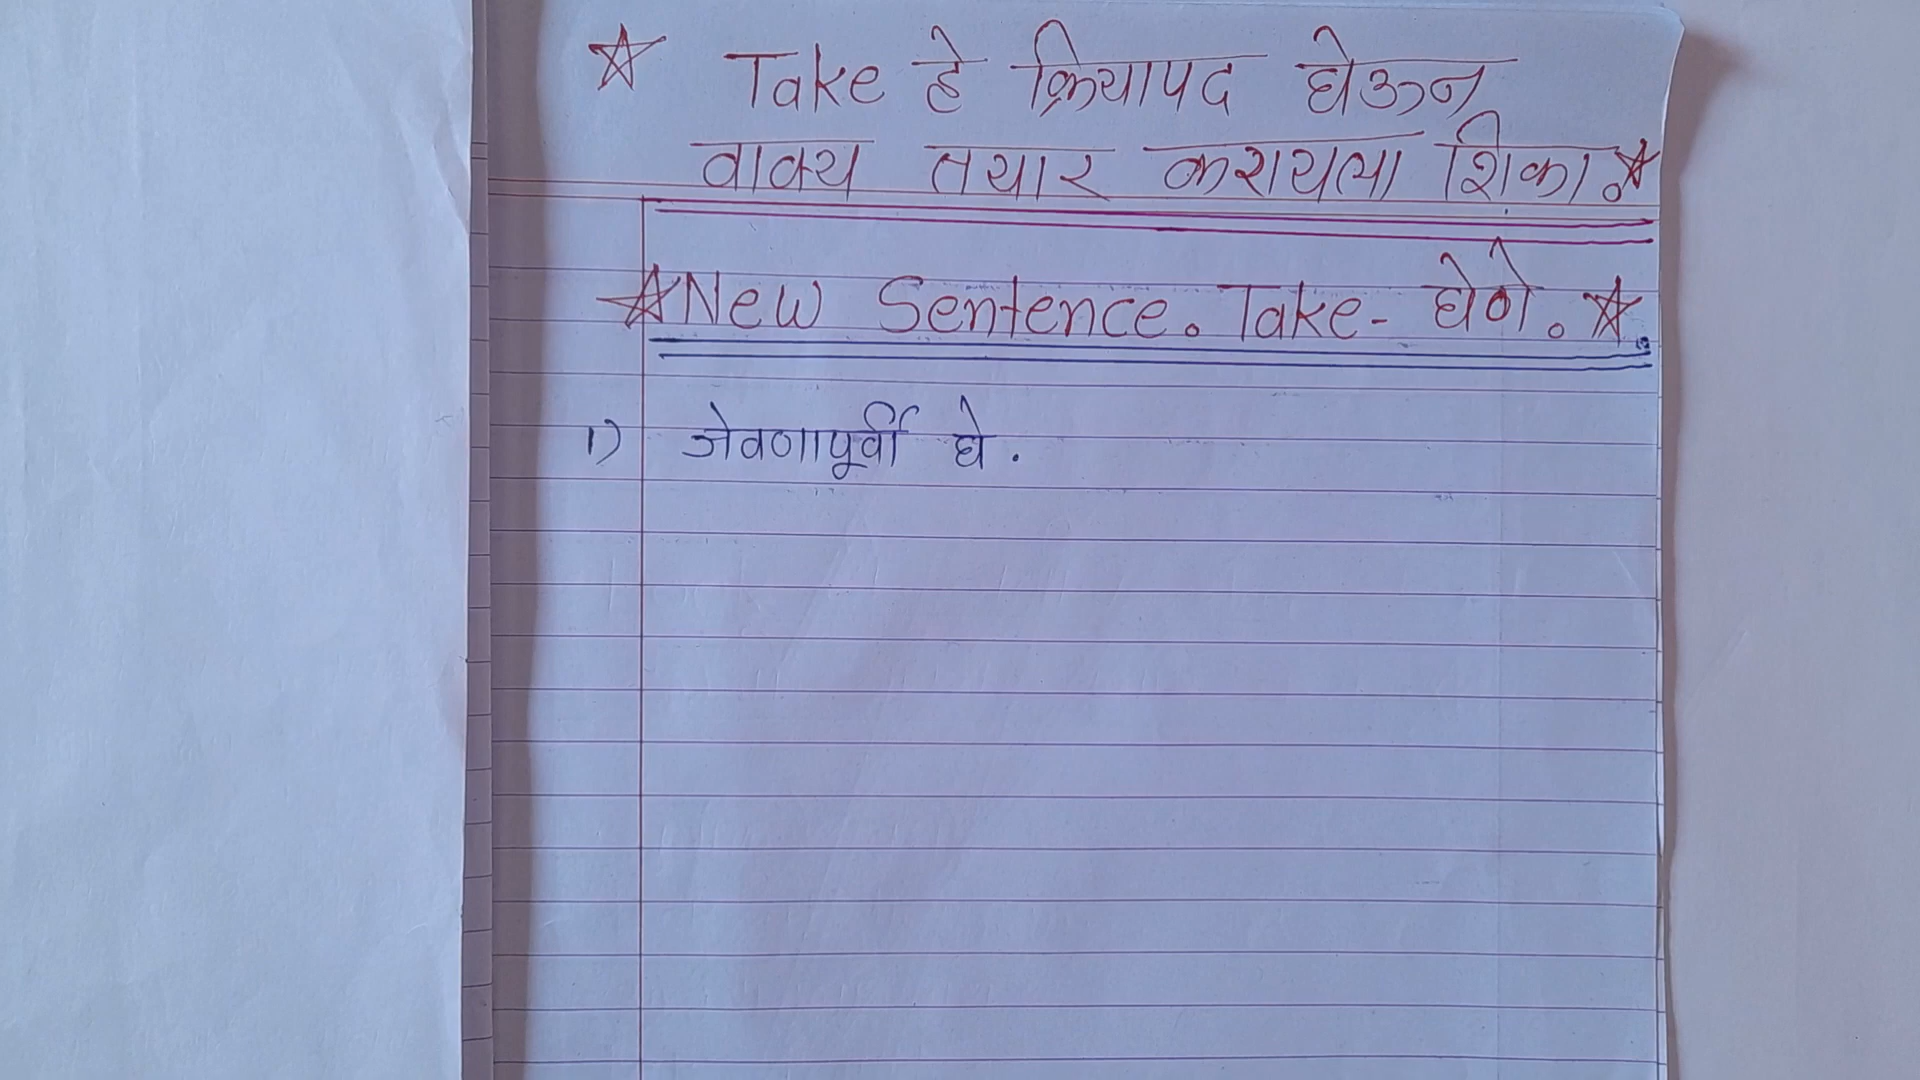 ☆ Take हे क्रियापद घेऊन
वाक्य तयार करायला शिका. ☆
☆ New Sentence. Take - घेणे. ☆
1) जेवणापूर्वी घे.